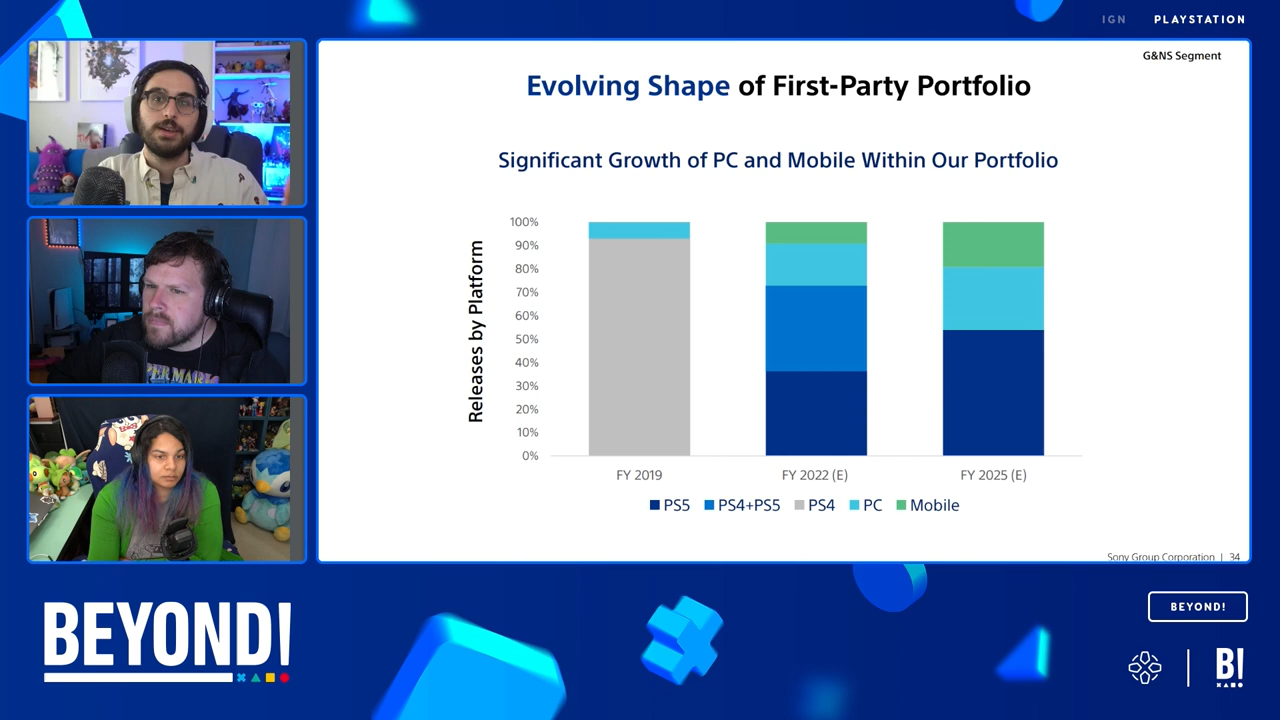 IGN PLAYSTATION
G&NS Segment
Evolving Shape of First-Party Portfolio
Significant Growth of PC and Mobile Within Our Portfolio
Releases by Platform
100%
90%
80%
70%
60%
50%
40%
30%
20%
10%
0%
FY 2019 FY 2022 (E) FY 2025 (E)
PS5 PS4+PS5 PS4 PC Mobile
Sony Group Corporation | 34
BEYOND!
BEYOND!
B!